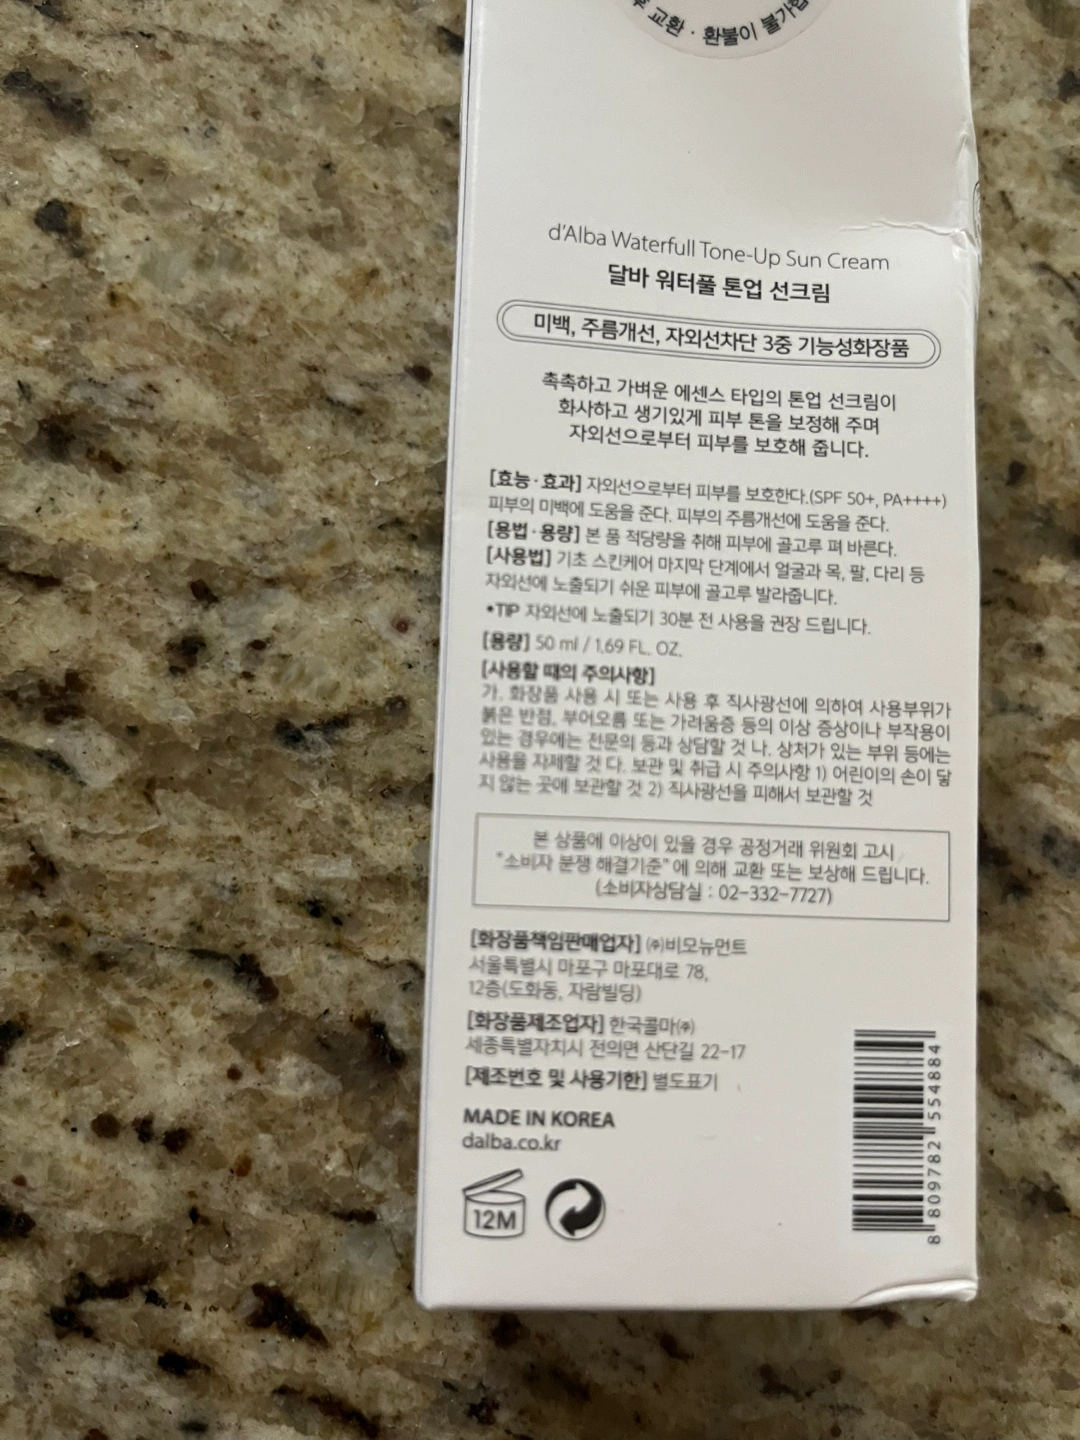 교환 · 환불이 불가합
d'Alba Waterfull Tone-Up Sun Cream
달바 워터풀 톤업 선크림
미백, 주름개선, 자외선차단 3중 기능성화장품
촉촉하고 가벼운 에센스 타입의 톤업 선크림이
화사하고 생기있게 피부 톤을 보정해 주며
자외선으로부터 피부를 보호해 줍니다.
[효능·효과] 자외선으로부터 피부를 보호한다.(SPF 50+, PA++++)
피부의 미백에 도움을 준다. 피부의 주름개선에 도움을 준다.
[용법·용량] 본 품 적당량을 취해 피부에 골고루 펴 바른다.
[사용법] 기초 스킨케어 마지막 단계에서 얼굴과 목, 팔, 다리 등
자외선에 노출되기 쉬운 피부에 골고루 발라줍니다.
*TIP 자외선에 노출되기 30분 전 사용을 권장 드립니다.
[용량] 50 ml / 1.69 FL. OZ.
[사용할 때의 주의사항]
가. 화장품 사용 시 또는 사용 후 직사광선에 의하여 사용부위가
붉은 반점, 부어오름 또는 가려움증 등의 이상 증상이나 부작용이
있는 경우에는 전문의 등과 상담할 것 나. 상처가 있는 부위 등에는
사용을 자제할 것 다. 보관 및 취급 시 주의사항 1) 어린이의 손이 닿
지 않는 곳에 보관할 것 2) 직사광선을 피해서 보관할 것
본 상품에 이상이 있을 경우 공정거래 위원회 고시
"소비자 분쟁 해결기준" 에 의해 교환 또는 보상해 드립니다.
(소비자상담실 : 02-332-7727)
[화장품책임판매업자] ㈜비모뉴먼트
서울특별시 마포구 마포대로 78,
12층(도화동, 자람빌딩)
[화장품제조업자] 한국콜마㈜
세종특별자치시 전의면 산단길 22-17
[제조번호 및 사용기한] 별도표기
MADE IN KOREA
dalba.co.kr
12M
8 809782 554884